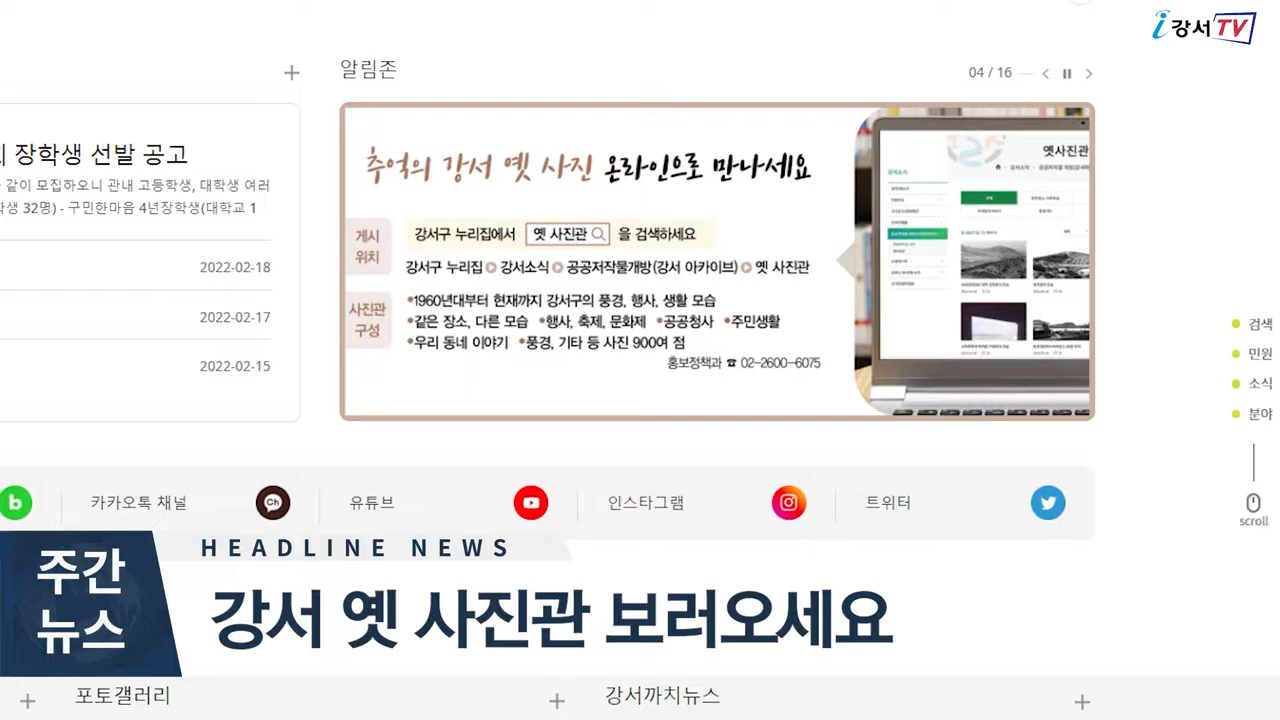 i강서TV
알림존
04 / 16
장학생 선발 공고
같이 모집하오니 관내 고등학생, 대학생 여러
학생 32명) - 구민한마음 4년장학생(대학교 1
2022-02-18
2022-02-17
2022-02-15
추억의 강서 옛 사진 온라인으로 만나세요
게시
위치
강서구 누리집에서 옛 사진관 을 검색하세요
강서구 누리집 강서소식 공공저작물개방(강서 아카이브) 옛 사진관
사진관
구성
•1960년대부터 현재까지 강서구의 풍경, 행사, 생활 모습
•같은 장소, 다른 모습 •행사, 축제, 문화제 •공공청사 •주민생활
•우리 동네 이야기 •풍경, 기타 등 사진 900여 점
홍보정책과 ☎ 02-2600-6075
옛사진관
강서소식
검색
민원
소식
분야
scroll
b
카카오톡 채널
Ch
유튜브
인스타그램
트위터
주간
뉴스
HEADLINE NEWS
강서 옛 사진관 보러오세요
포토갤러리
강서까치뉴스